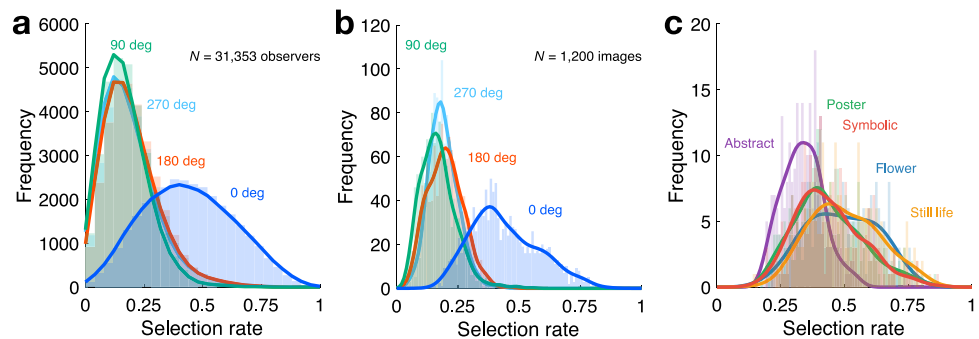 a
6000
5000
4000
3000
2000
1000
0
Frequency
90 deg
270 deg
180 deg
0 deg
N = 31,353 observers
0 0.25 0.5 0.75 1
Selection rate
b
120
100
80
60
40
20
0
Frequency
90 deg
270 deg
180 deg
0 deg
N = 1,200 images
0 0.25 0.5 0.75 1
Selection rate
c
20
15
10
5
0
Frequency
Abstract
Poster
Symbolic
Flower
Still life
0 0.25 0.5 0.75 1
Selection rate